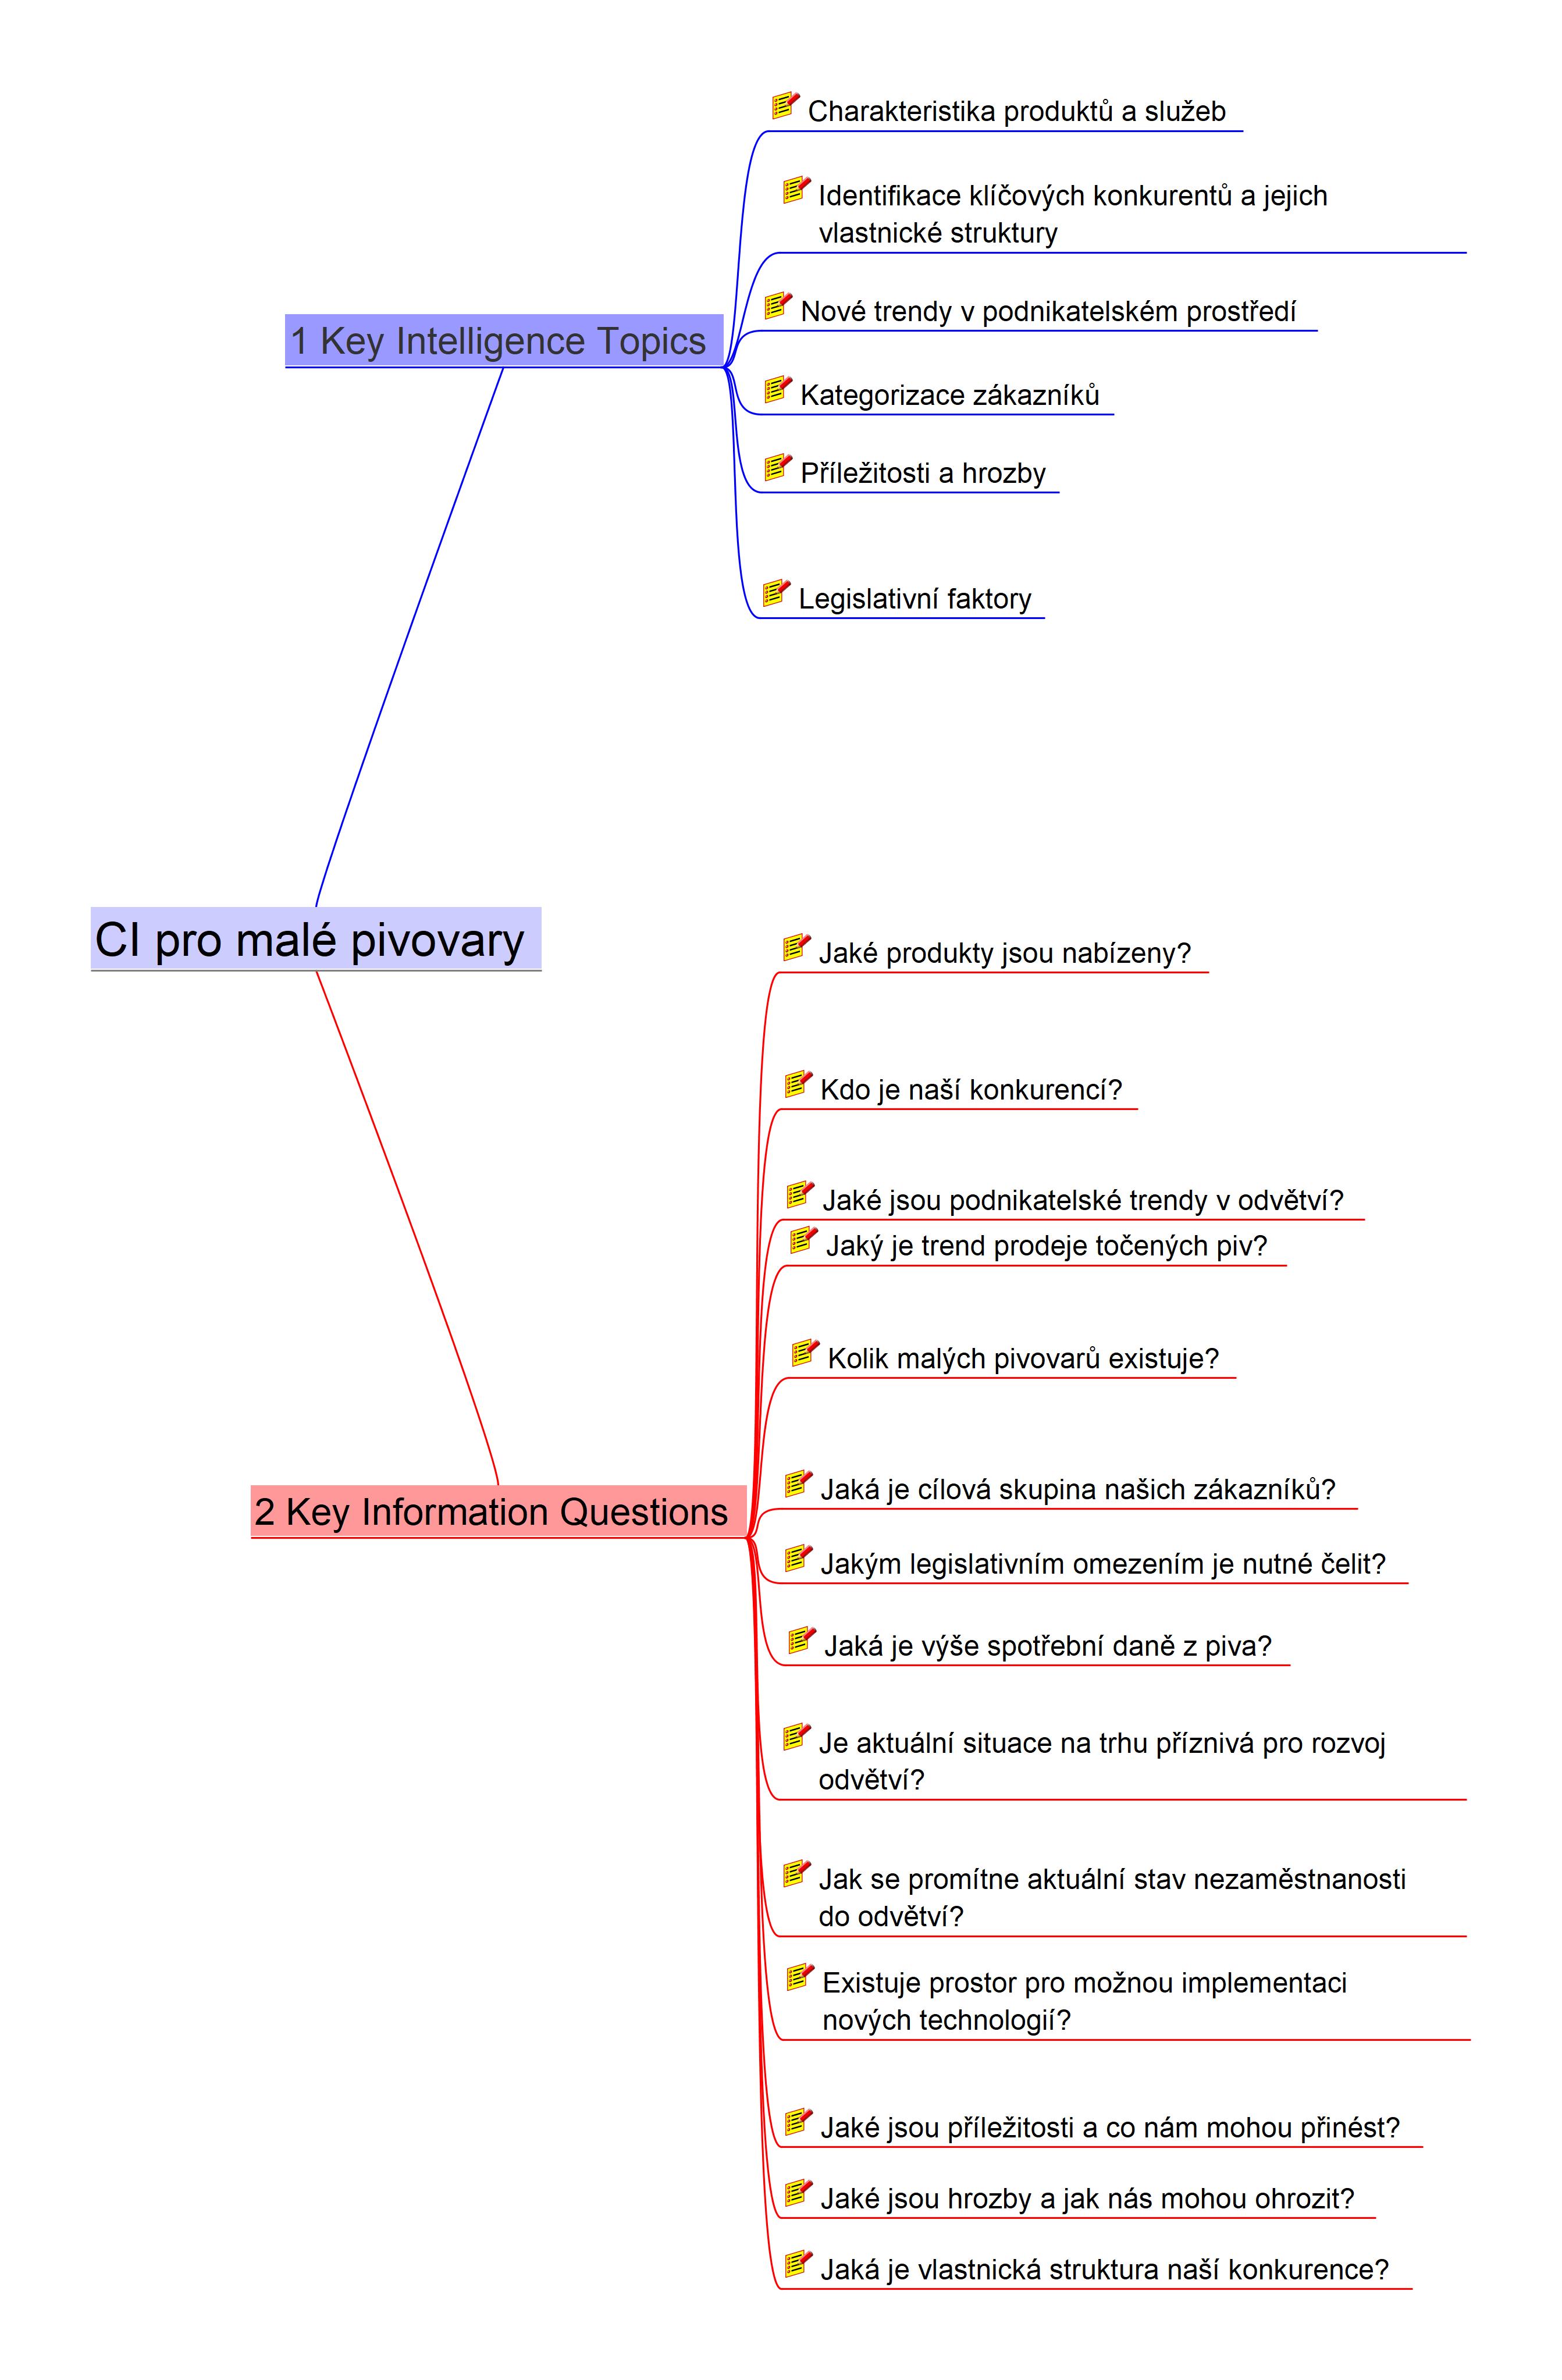 Charakteristika produktů a služeb
Identifikace klíčových konkurentů a jejich
vlastnické struktury
Nové trendy v podnikatelském prostředí
1 Key Intelligence Topics
Kategorizace zákazníků
Příležitosti a hrozby
Legislativní faktory
CI pro malé pivovary
Jaké produkty jsou nabízeny?
Kdo je naší konkurencí?
Jaké jsou podnikatelské trendy v odvětví?
Jaký je trend prodeje točených piv?
Kolik malých pivovarů existuje?
Jaká je cílová skupina našich zákazníků?
2 Key Information Questions
Jakým legislativním omezením je nutné čelit?
Jaká je výše spotřební daně z piva?
Je aktuální situace na trhu příznivá pro rozvoj
odvětví?
Jak se promítne aktuální stav nezaměstnanosti
do odvětví?
Existuje prostor pro možnou implementaci
nových technologií?
Jaké jsou příležitosti a co nám mohou přinést?
Jaké jsou hrozby a jak nás mohou ohrozit?
Jaká je vlastnická struktura naší konkurence?